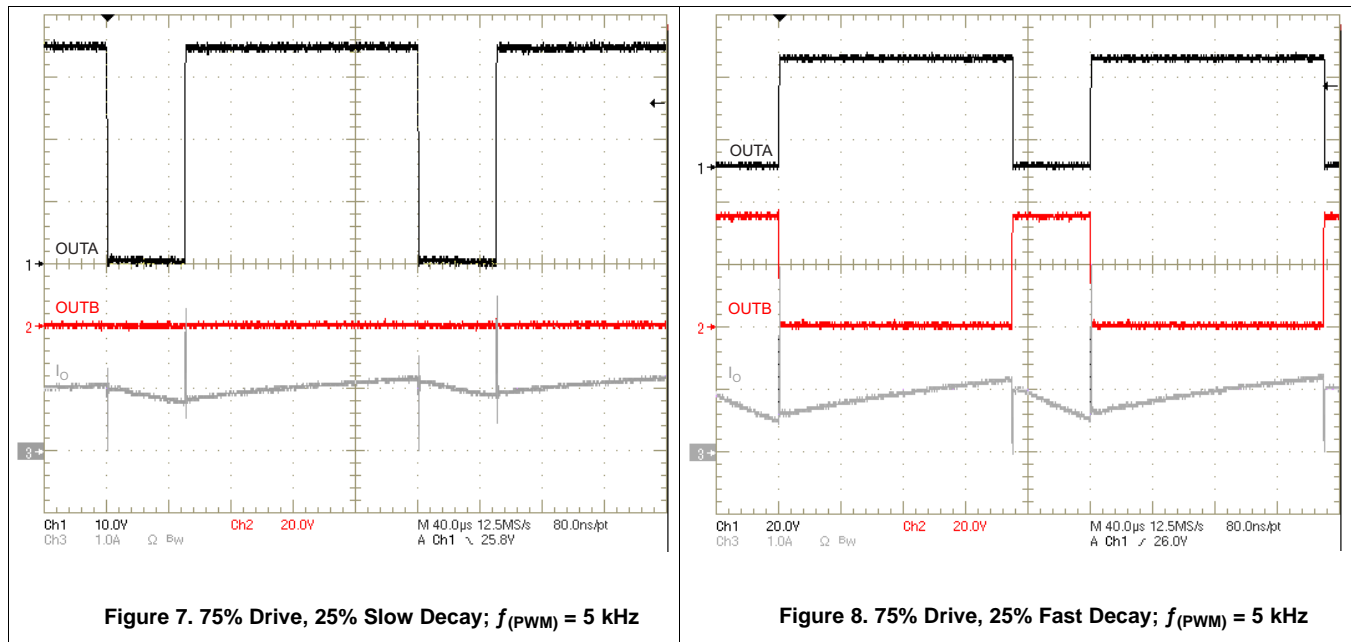 OUTA
1
OUTB
2
I_O
3
Ch1 10.0V Ch2 20.0V M 40.0µs 12.5MS/s 80.0ns/pt
Ch3 1.0A Ω BW A Ch1 ∖ 25.8V
Figure 7. 75% Drive, 25% Slow Decay; f(PWM) = 5 kHz
OUTA
1
OUTB
2
I_O
3
Ch1 20.0V Ch2 20.0V M 40.0µs 12.5MS/s 80.0ns/pt
Ch3 1.0A Ω BW A Ch1 ∕ 26.0V
Figure 8. 75% Drive, 25% Fast Decay; f(PWM) = 5 kHz